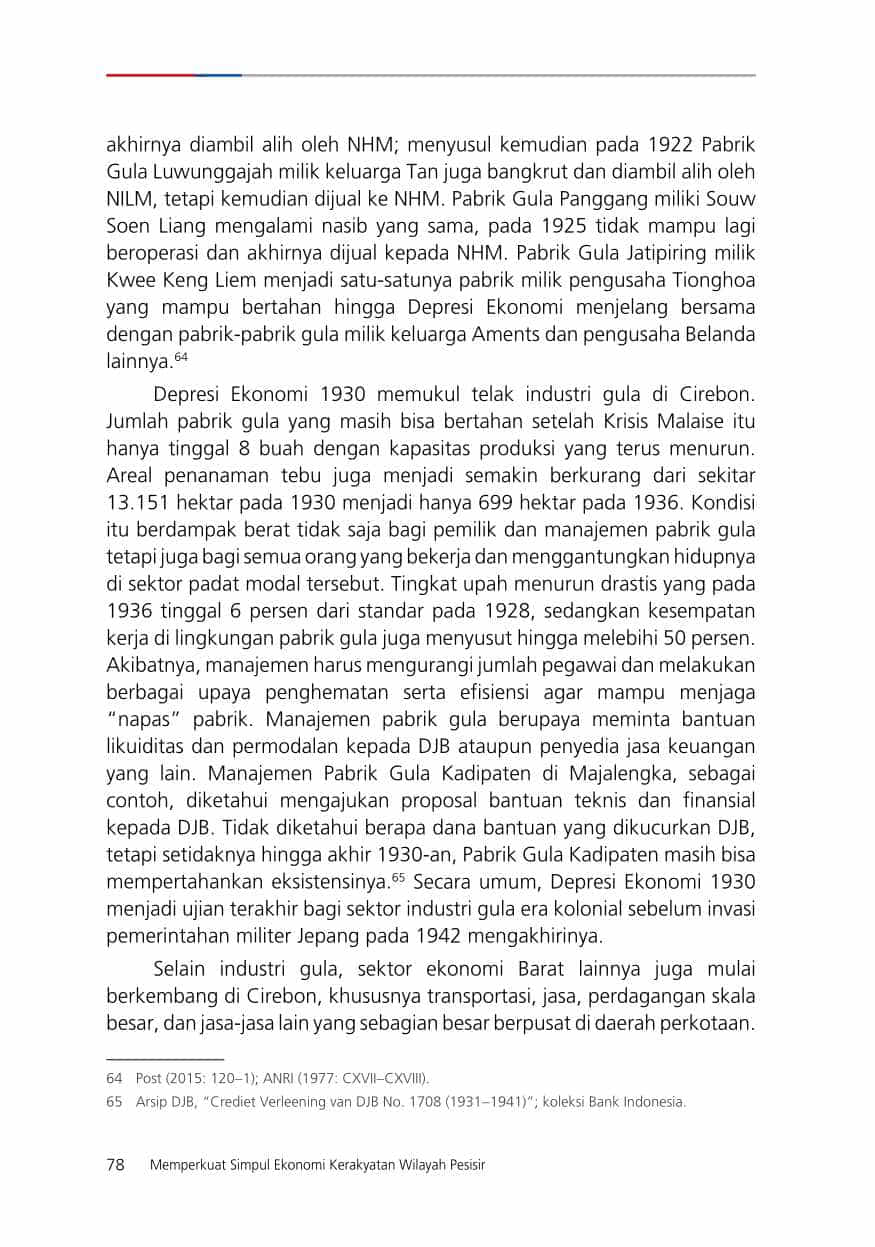 akhirnya diambil alih oleh NHM; menyusul kemudian pada 1922 Pabrik
Gula Luwunggajah milik keluarga Tan juga bangkrut dan diambil alih oleh
NILM, tetapi kemudian dijual ke NHM. Pabrik Gula Panggang miliki Souw
Soen Liang mengalami nasib yang sama, pada 1925 tidak mampu lagi
beroperasi dan akhirnya dijual kepada NHM. Pabrik Gula Jatipiring milik
Kwee Keng Liem menjadi satu-satunya pabrik milik pengusaha Tionghoa
yang mampu bertahan hingga Depresi Ekonomi menjelang bersama
dengan pabrik-pabrik gula milik keluarga Aments dan pengusaha Belanda
lainnya.64
Depresi Ekonomi 1930 memukul telak industri gula di Cirebon.
Jumlah pabrik gula yang masih bisa bertahan setelah Krisis Malaise itu
hanya tinggal 8 buah dengan kapasitas produksi yang terus menurun.
Areal penanaman tebu juga menjadi semakin berkurang dari sekitar
13.151 hektar pada 1930 menjadi hanya 699 hektar pada 1936. Kondisi
itu berdampak berat tidak saja bagi pemilik dan manajemen pabrik gula
tetapi juga bagi semua orang yang bekerja dan menggantungkan hidupnya
di sektor padat modal tersebut. Tingkat upah menurun drastis yang pada
1936 tinggal 6 persen dari standar pada 1928, sedangkan kesempatan
kerja di lingkungan pabrik gula juga menyusut hingga melebihi 50 persen.
Akibatnya, manajemen harus mengurangi jumlah pegawai dan melakukan
berbagai upaya penghematan serta efisiensi agar mampu menjaga
“napas” pabrik. Manajemen pabrik gula berupaya meminta bantuan
likuiditas dan permodalan kepada DJB ataupun penyedia jasa keuangan
yang lain. Manajemen Pabrik Gula Kadipaten di Majalengka, sebagai
contoh, diketahui mengajukan proposal bantuan teknis dan finansial
kepada DJB. Tidak diketahui berapa dana bantuan yang dikucurkan DJB,
tetapi setidaknya hingga akhir 1930-an, Pabrik Gula Kadipaten masih bisa
mempertahankan eksistensinya.65 Secara umum, Depresi Ekonomi 1930
menjadi ujian terakhir bagi sektor industri gula era kolonial sebelum invasi
pemerintahan militer Jepang pada 1942 mengakhirinya.
Selain industri gula, sektor ekonomi Barat lainnya juga mulai
berkembang di Cirebon, khususnya transportasi, jasa, perdagangan skala
besar, dan jasa-jasa lain yang sebagian besar berpusat di daerah perkotaan.
64 Post (2015: 120–1); ANRI (1977: CXVII–CXVIII).
65 Arsip DJB, “Crediet Verleening van DJB No. 1708 (1931–1941)”; koleksi Bank Indonesia.
78 Memperkuat Simpul Ekonomi Kerakyatan Wilayah Pesisir